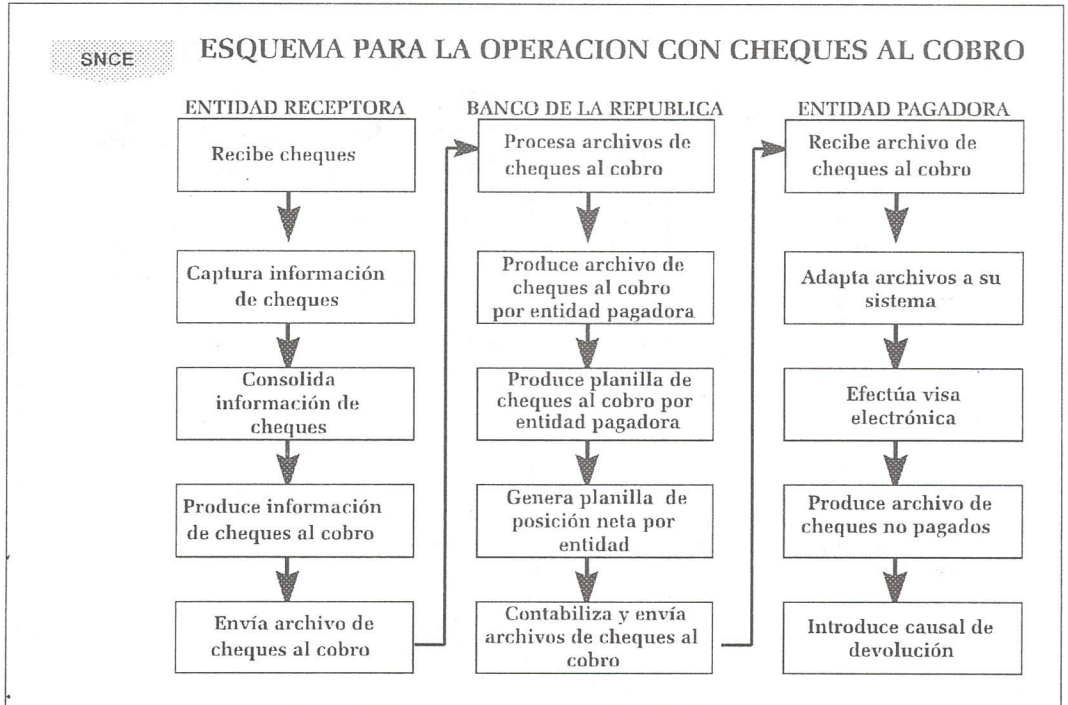 SNCE
ESQUEMA PARA LA OPERACION CON CHEQUES AL COBRO
ENTIDAD RECEPTORA
Recibe cheques
Captura información
de cheques
Consolida
información de
cheques
Produce información
de cheques al cobro
Envía archivo de
cheques al cobro
BANCO DE LA REPUBLICA
Procesa archivos de
cheques al cobro
Produce archivo de
cheques al cobro
por entidad pagadora
Produce planilla de
cheques al cobro por
entidad pagadora
Genera planilla de
posición neta por
entidad
Contabiliza y envía
archivos de cheques al
cobro
ENTIDAD PAGADORA
Recibe archivo de
cheques al cobro
Adapta archivos a su
sistema
Efectúa visa
electrónica
Produce archivo de
cheques no pagados
Introduce causal de
devolución